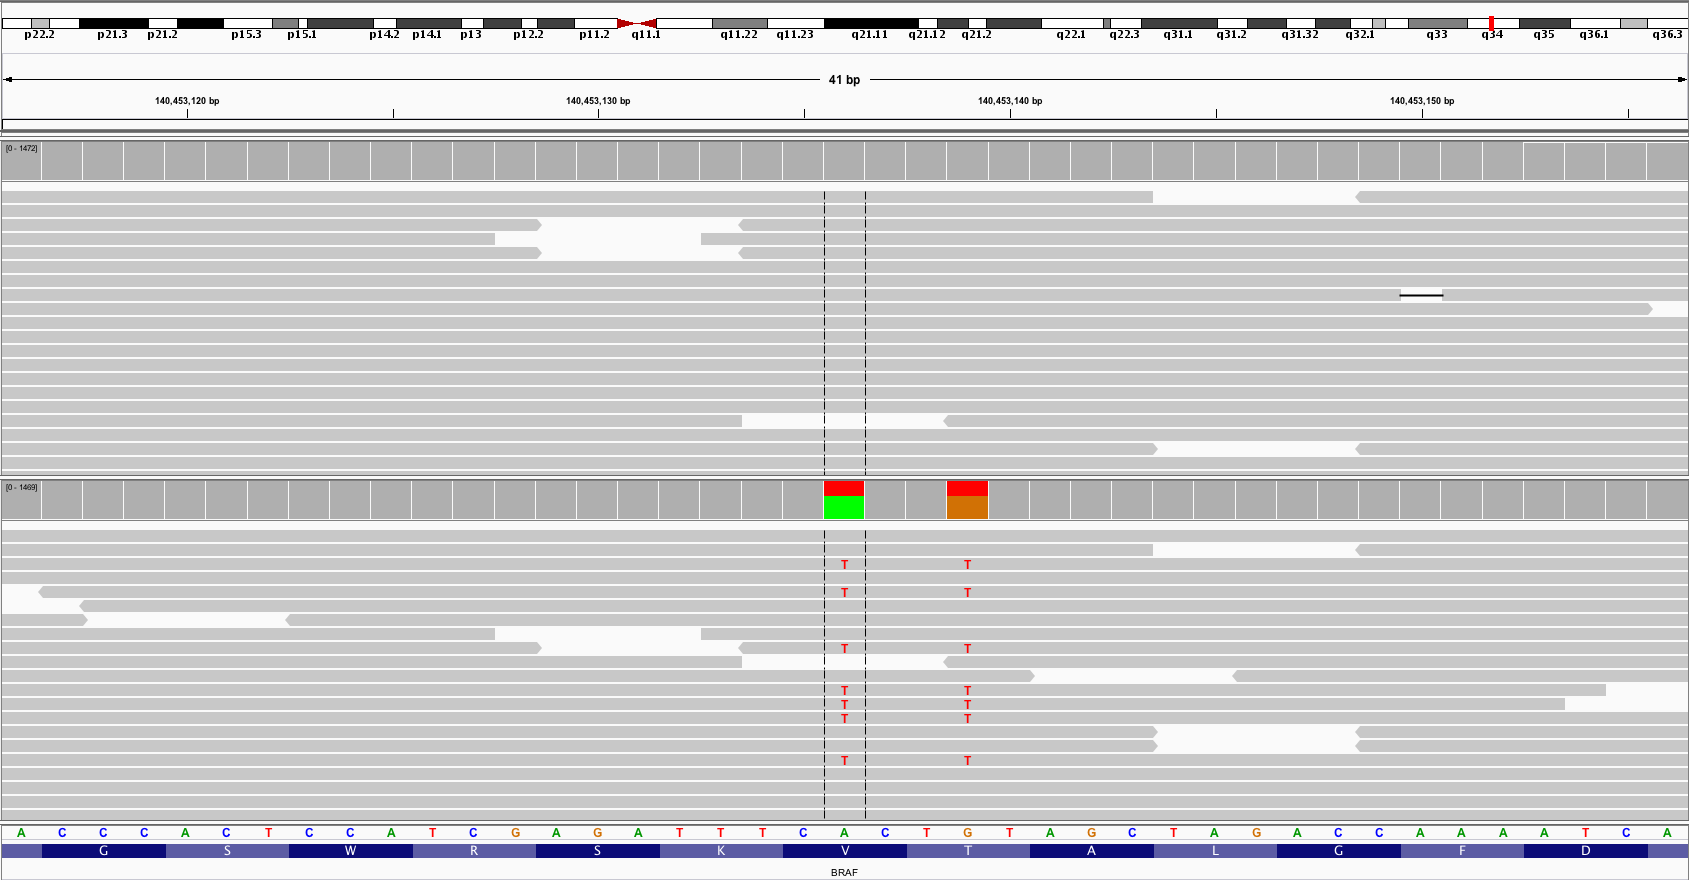 p22.2 p21.3 p21.2 p15.3 p15.1 p14.2 p14.1 p13 p12.2 p11.2 q11.1 q11.22 q11.23 q21.11 q21.12 q21.2 q22.1 q22.3 q31.1 q31.2 q31.32 q32.1 q33 q34 q35 q36.1 q36.3
41 bp
140,453,120 bp 140,453,130 bp 140,453,140 bp 140,453,150 bp
[0 - 1472]
[0 - 1469]
T T
T T
T T
T T
T T
T T
T T
A C C C A C T C C A T C G A G A T T T C A C T G T A G C T A G A C C A A A A T C A
G S W R S K V T A L G F D
BRAF